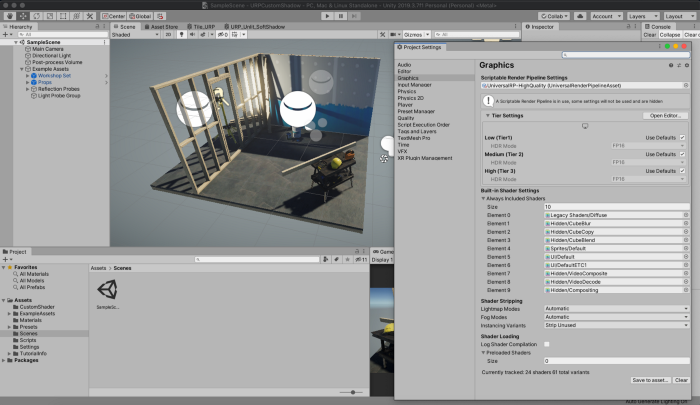 SampleScene - URPCustomShadow - PC, Mac & Linux Standalone - Unity 2019.3.7f1 Personal (Personal) <Metal>
Center
Global
Collab
Account
Layers
Layout
Hierarchy
All
SampleScene
Main Camera
Directional Light
Post-process Volume
Example Assets
Workshop Set
Props
Reflection Probes
Light Probe Group
Scene
Asset Store
Tile_URP
URP_Unlit_SoftShadow
Shaded
2D
0
Gizmos
All
Inspector
Console
Clear
Collapse
Clear o
Project Settings
Audio
Editor
Graphics
Input Manager
Physics
Physics 2D
Player
Preset Manager
Quality
Script Execution Order
Tags and Layers
TextMesh Pro
Time
VFX
XR Plugin Management
Graphics
Scriptable Render Pipeline Settings
UniversalRP-HighQuality (UniversalRenderPipelineAsset)
A Scriptable Render Pipeline is in use, some settings will not be used and are hidden
Tier Settings
Open Editor...
Low (Tier1)
Use Defaults
HDR Mode
FP16
Medium (Tier 2)
Use Defaults
HDR Mode
FP16
High (Tier 3)
Use Defaults
HDR Mode
FP16
Built-in Shader Settings
Always Included Shaders
Size
10
Element 0
Legacy Shaders/Diffuse
Element 1
Hidden/CubeBlur
Element 2
Hidden/CubeCopy
Element 3
Hidden/CubeBlend
Element 4
Sprites/Default
Element 5
UI/Default
Element 6
UI/DefaultETC1
Element 7
Hidden/VideoComposite
Element 8
Hidden/VideoDecode
Element 9
Hidden/Compositing
Shader Stripping
Lightmap Modes
Automatic
Fog Modes
Automatic
Instancing Variants
Strip Unused
Shader Loading
Log Shader Compilation
Preloaded Shaders
Size
0
Currently tracked: 24 shaders 61 total variants
Save to asset...
Clear
Project
11
Favorites
All Materials
All Models
All Prefabs
Assets
CustomShader
ExampleAssets
Materials
Presets
Scenes
Scripts
Settings
TutorialInfo
Packages
Assets > Scenes
SampleSc...
Game
Display 1
Auto Generate Lighting On